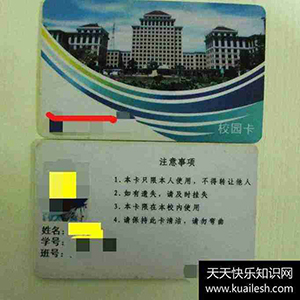 校园卡
注意事项
1.本卡只限本人使用，不得转让他人
2.如有遗失，请及时挂失
3.本卡限在本校内使用
4.请保持此卡清洁，请勿弯曲
姓名:
学号:
班号:
天天快乐知识网
www.kuailesh.com